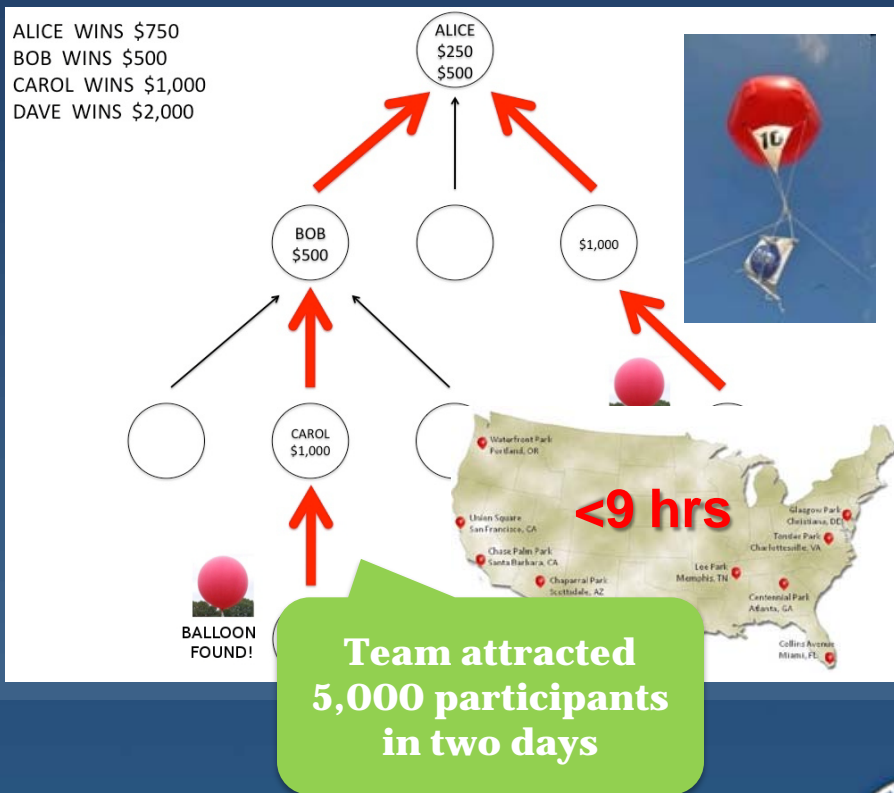 ALICE WINS $750
BOB WINS $500
CAROL WINS $1,000
DAVE WINS $2,000
ALICE
$250
$500
10
BOB
$500
$1,000
CAROL
$1,000
BALLOON
FOUND!
Waterfront Park
Portland, OR
Union Square
San Francisco, CA
Chase Palm Park
Santa Barbara, CA
Chaparral Park
Scottsdale, AZ
<9 hrs
Glasgow Park
Christiana, DE
Tonsler Park
Charlottesville, VA
Lee Park
Memphis, TN
Centennial Park
Atlanta, GA
Collins Avenue
Miami, FL
Team attracted
5,000 participants
in two days